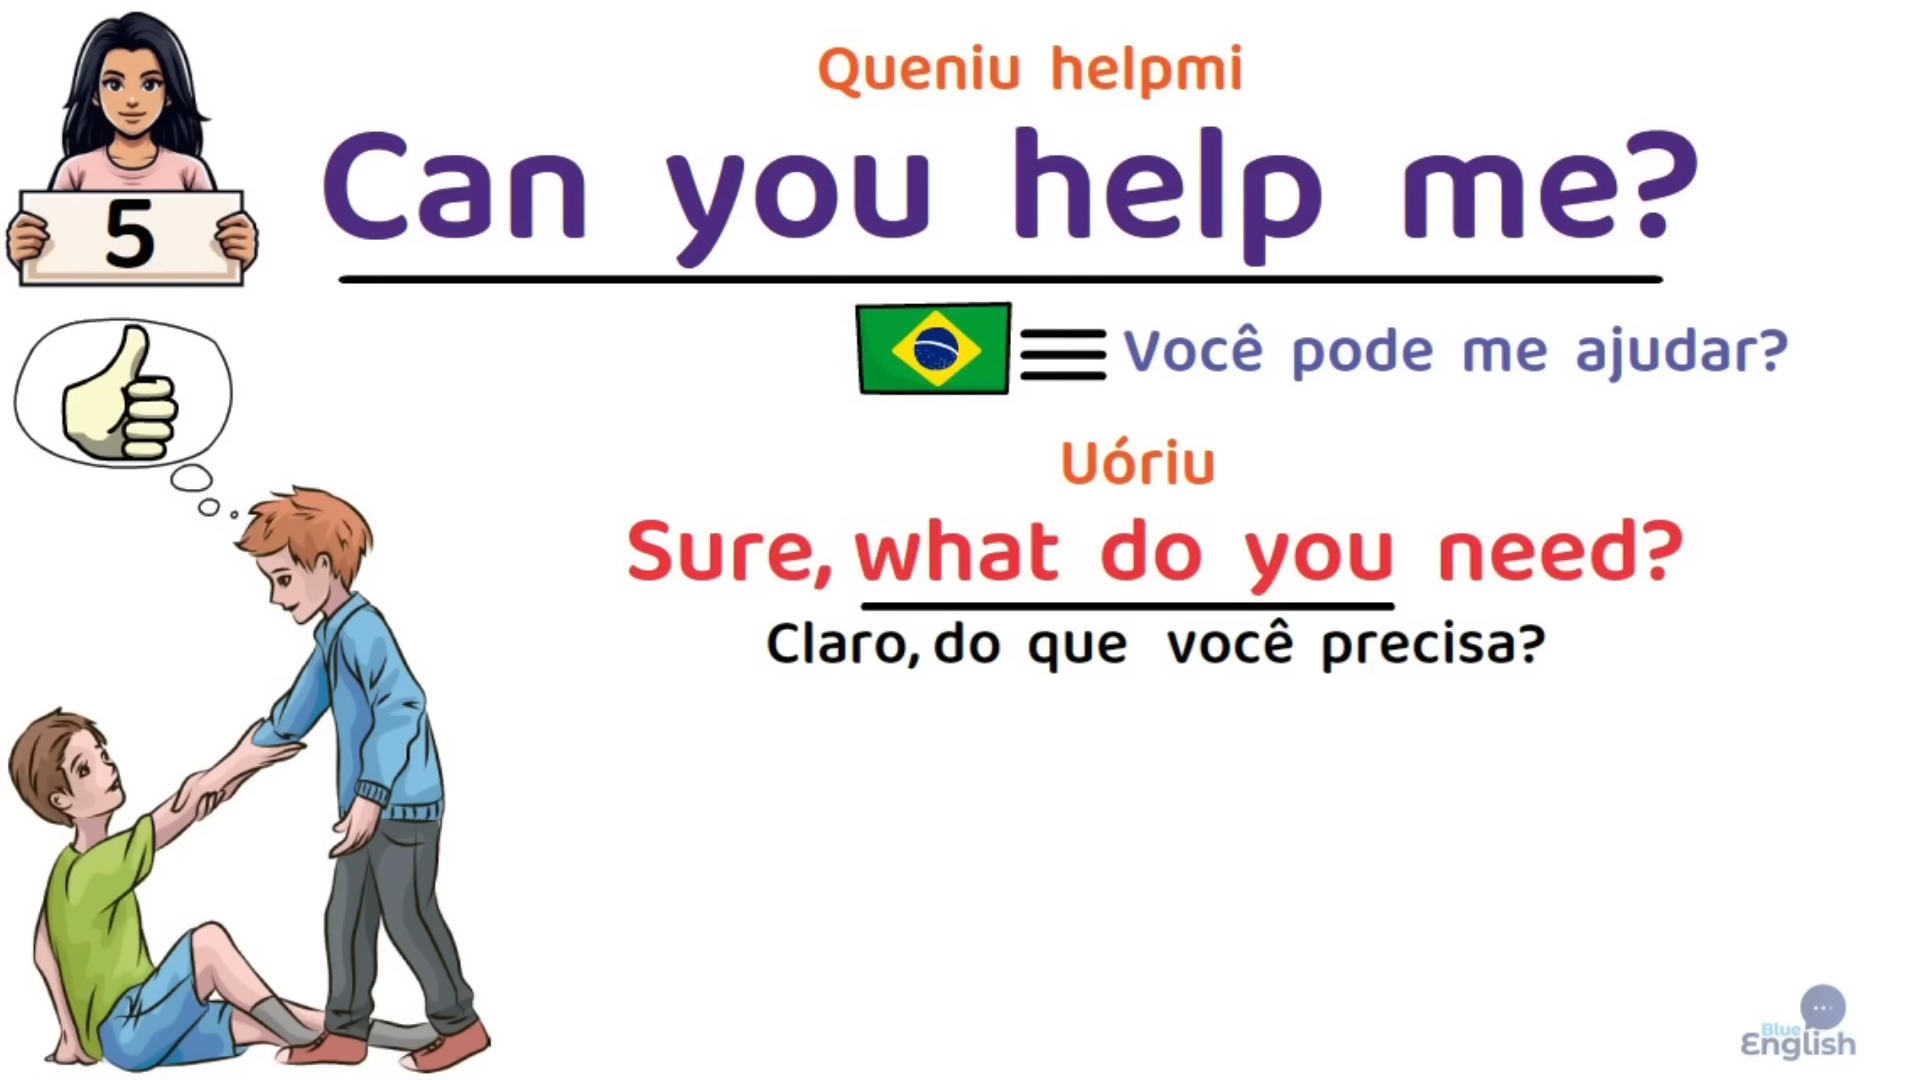 Queniu helpmi
Can you help me?
5
Você pode me ajudar?
Uóriu
Sure, what do you need?
Claro, do que você precisa?
Blue
English